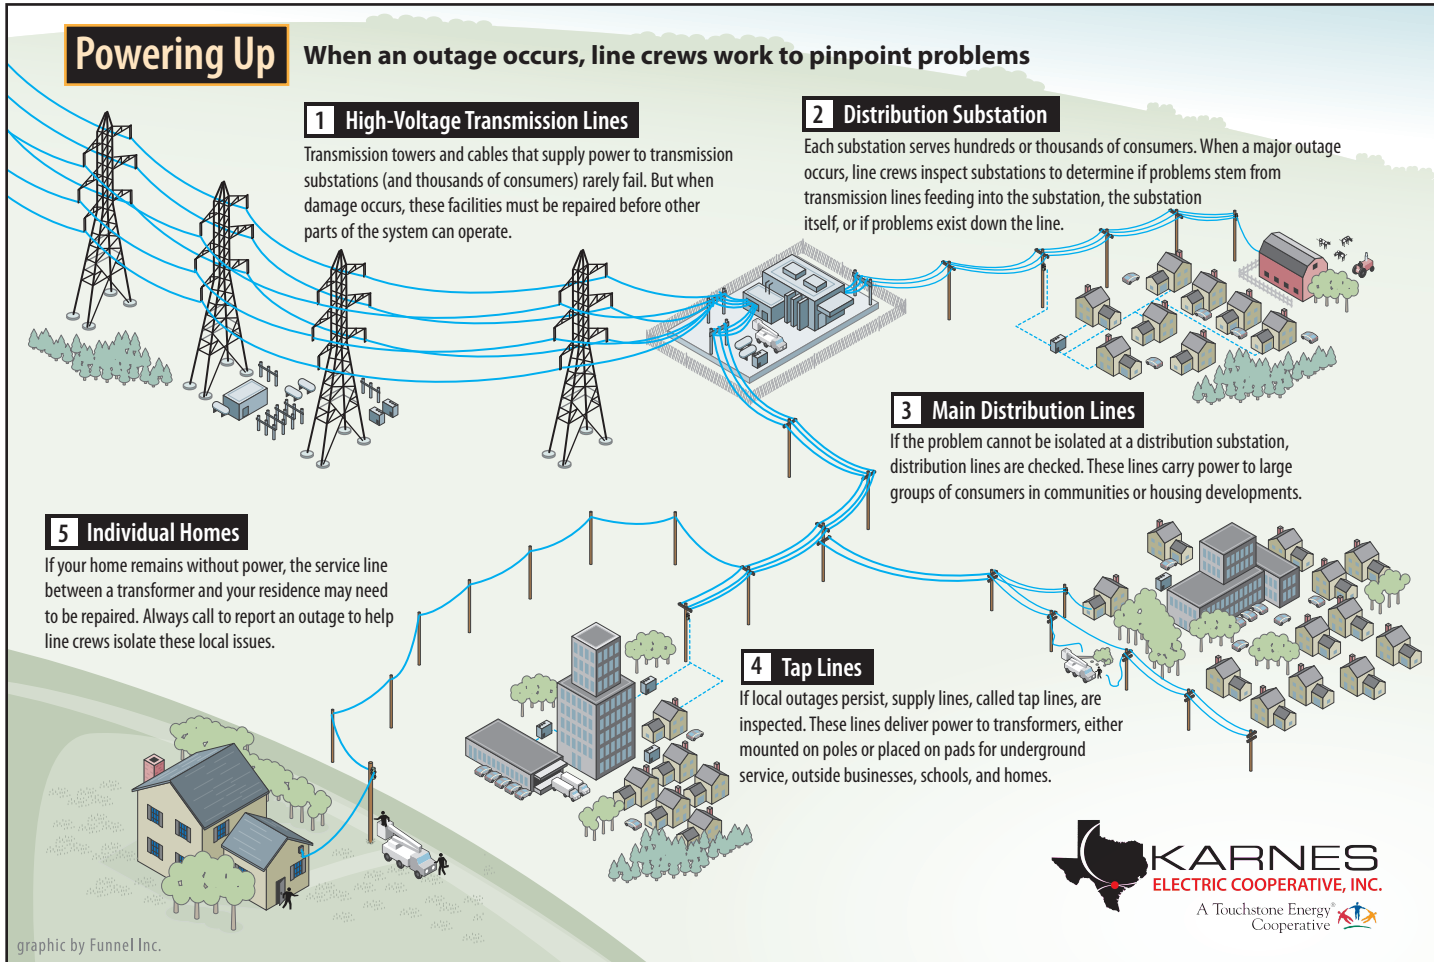 Powering Up
When an outage occurs, line crews work to pinpoint problems
1 High-Voltage Transmission Lines
Transmission towers and cables that supply power to transmission
substations (and thousands of consumers) rarely fail. But when
damage occurs, these facilities must be repaired before other
parts of the system can operate.
2 Distribution Substation
Each substation serves hundreds or thousands of consumers. When a major outage
occurs, line crews inspect substations to determine if problems stem from
transmission lines feeding into the substation, the substation
itself, or if problems exist down the line.
3 Main Distribution Lines
If the problem cannot be isolated at a distribution substation,
distribution lines are checked. These lines carry power to large
groups of consumers in communities or housing developments.
5 Individual Homes
If your home remains without power, the service line
between a transformer and your residence may need
to be repaired. Always call to report an outage to help
line crews isolate these local issues.
4 Tap Lines
If local outages persist, supply lines, called tap lines, are
inspected. These lines deliver power to transformers, either
mounted on poles or placed on pads for underground
service, outside businesses, schools, and homes.
KARNES
ELECTRIC COOPERATIVE, INC.
A Touchstone Energy®
Cooperative
graphic by Funnel Inc.